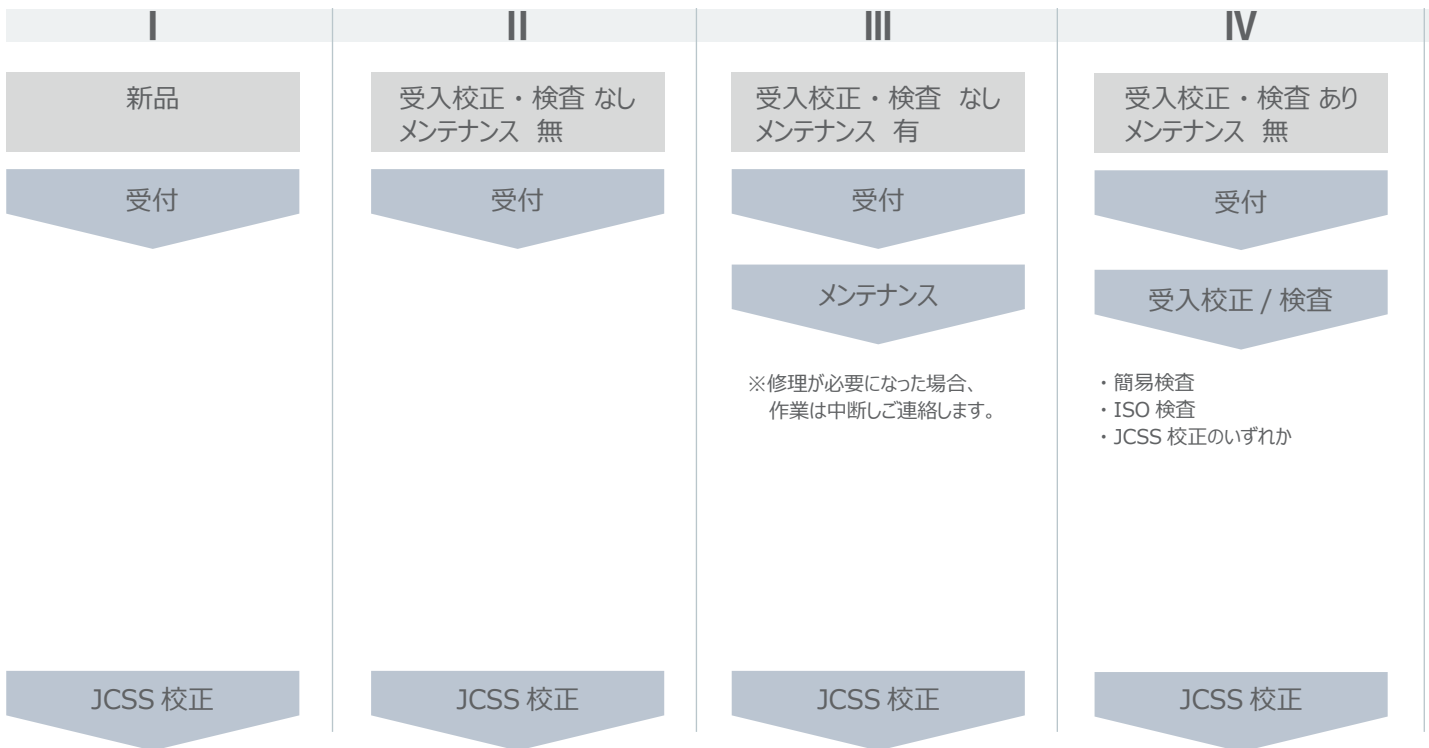 I
II
III
IV
新品
受入校正・検査 なし
メンテナンス 無
受入校正・検査 なし
メンテナンス 有
受入校正・検査 あり
メンテナンス 無
受付
受付
受付
受付
メンテナンス
受入校正 / 検査
※修理が必要になった場合、
作業は中断しご連絡します。
・簡易検査
・ISO 検査
・JCSS 校正のいずれか
JCSS 校正
JCSS 校正
JCSS 校正
JCSS 校正